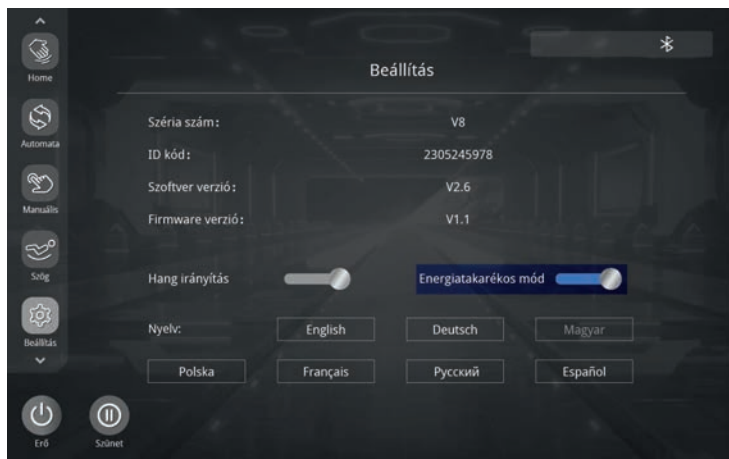 Home
Automata
Manuális
Szög
Beállítás
Erő
Szünet
Beállítás
Széria szám: V8
ID kód: 2305245978
Szoftver verzió: V2.6
Firmware verzió: V1.1
Hang irányítás Energiatakarékos mód
Nyelv: English Deutsch Magyar
Polska Français Русский Español